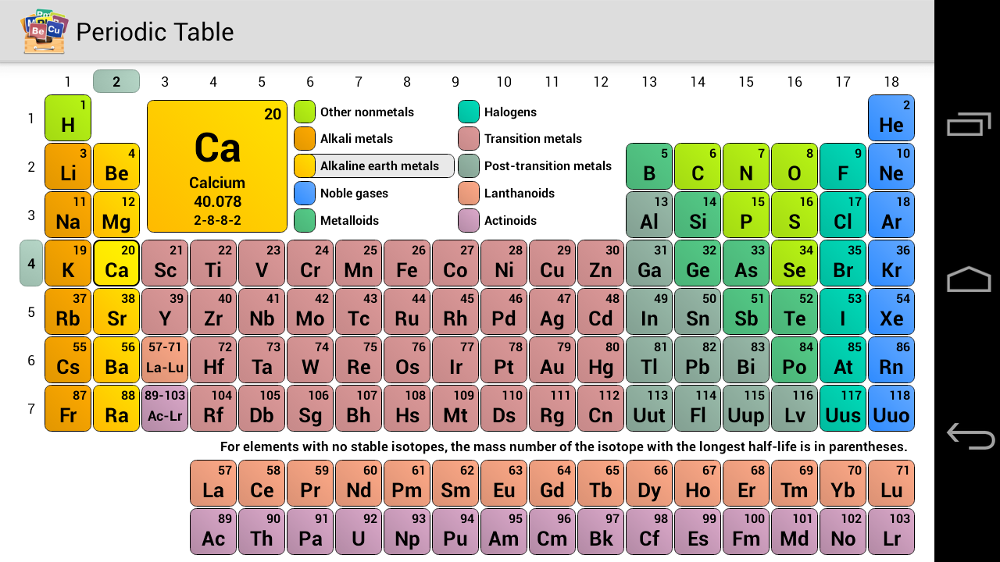 Be Cu
Periodic Table
1 2 3 4 5 6 7 8 9 10 11 12 13 14 15 16 17 18
1
1 H
2 He
20
Ca
Calcium
40.078
2-8-8-2
Other nonmetals
Alkali metals
Alkaline earth metals
Noble gases
Metalloids
Halogens
Transition metals
Post-transition metals
Lanthanoids
Actinoids
2
3 4 5 6 7 8 9 10
Li Be B C N O F Ne
3
11 12 13 14 15 16 17 18
Na Mg Al Si P S Cl Ar
4
19 20 21 22 23 24 25 26 27 28 29 30 31 32 33 34 35 36
K Ca Sc Ti V Cr Mn Fe Co Ni Cu Zn Ga Ge As Se Br Kr
5
37 38 39 40 41 42 43 44 45 46 47 48 49 50 51 52 53 54
Rb Sr Y Zr Nb Mo Tc Ru Rh Pd Ag Cd In Sn Sb Te I Xe
6
55 56 57-71 72 73 74 75 76 77 78 79 80 81 82 83 84 85 86
Cs Ba La-Lu Hf Ta W Re Os Ir Pt Au Hg Tl Pb Bi Po At Rn
7
87 88 89-103 104 105 106 107 108 109 110 111 112 113 114 115 116 117 118
Fr Ra Ac-Lr Rf Db Sg Bh Hs Mt Ds Rg Cn Uut Fl Uup Lv Uus Uuo
For elements with no stable isotopes, the mass number of the isotope with the longest half-life is in parentheses.
57 58 59 60 61 62 63 64 65 66 67 68 69 70 71
La Ce Pr Nd Pm Sm Eu Gd Tb Dy Ho Er Tm Yb Lu
89 90 91 92 93 94 95 96 97 98 99 100 101 102 103
Ac Th Pa U Np Pu Am Cm Bk Cf Es Fm Md No Lr